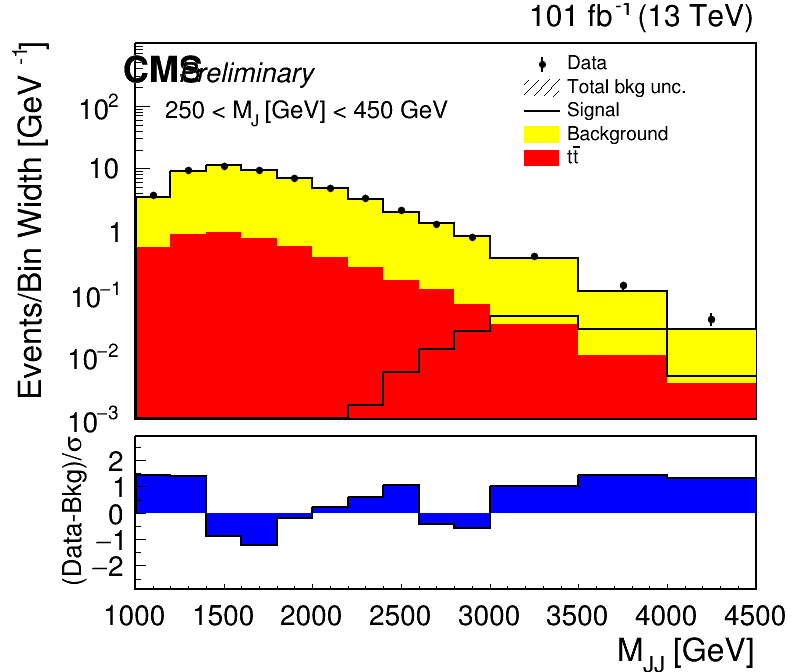 101 fb⁻¹ (13 TeV)
CMS Preliminary
250 < M_J [GeV] < 450 GeV
Data
Total bkg unc.
Signal
Background
tt̄
Events/Bin Width [GeV⁻¹]
10²
10
1
10⁻¹
10⁻²
10⁻³
(Data-Bkg)/σ
2
1
0
−1
−2
1000 1500 2000 2500 3000 3500 4000 4500
M_JJ [GeV]